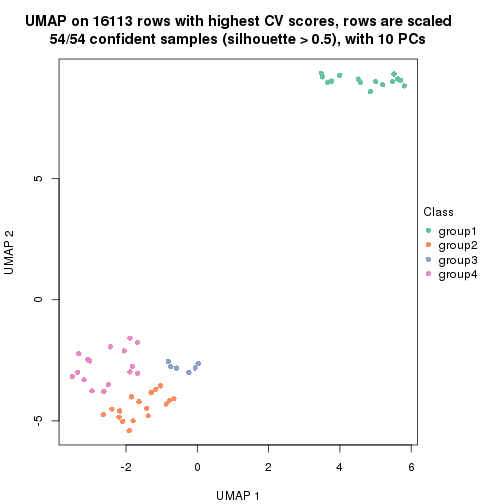 UMAP on 16113 rows with highest CV scores, rows are scaled
54/54 confident samples (silhouette > 0.5), with 10 PCs
UMAP 2
5
0
-5
-2
0
2
4
6
UMAP 1
Class
group1
group2
group3
group4